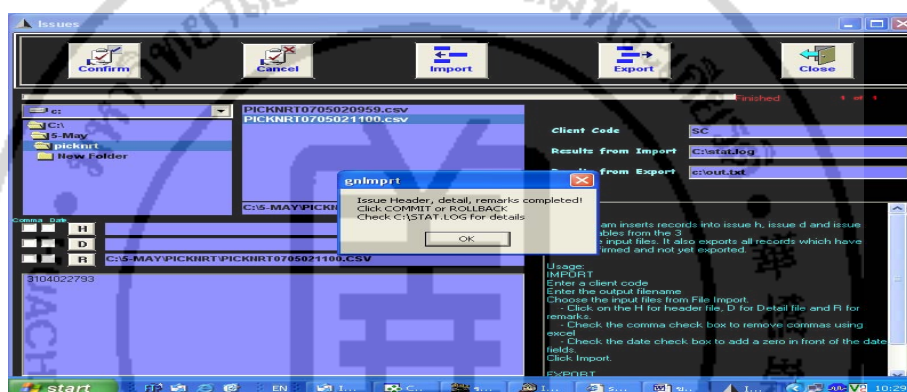 Issues
Confirm Cancel Import Export Close
Finished 1 of 1
c:
C:\
5-May
picknrt
New Folder
PICKNRT0705020959.csv
PICKNRT0705021100.csv
Client Code SC
Results from Import C:\stat.log
from Export c:\out.txt
C:\5-MAY\PICKN
gnImprt
Issue Header, detail, remarks completed!
Click COMMIT or ROLLBACK
Check C:\STAT.LOG for details
OK
Comma Date
H
D
R C:\5-MAY\PICKNRT\PICKNRT0705021100.CSV
3104022793
am inserts records into issue h, issue d and issue
bles from the 3
input files. It also exports all records which have
irmed and not yet exported.
Usage:
IMPORT
Enter a client code
Enter the output filename
Choose the input files from File Import.
- Click on the H for header file, D for Detail file and R for
remarks.
- Check the comma check box to remove commas using
excel
- Check the date check box to add a zero in front of the date
fields.
Click Import.
EXPORT
start EN 10:29